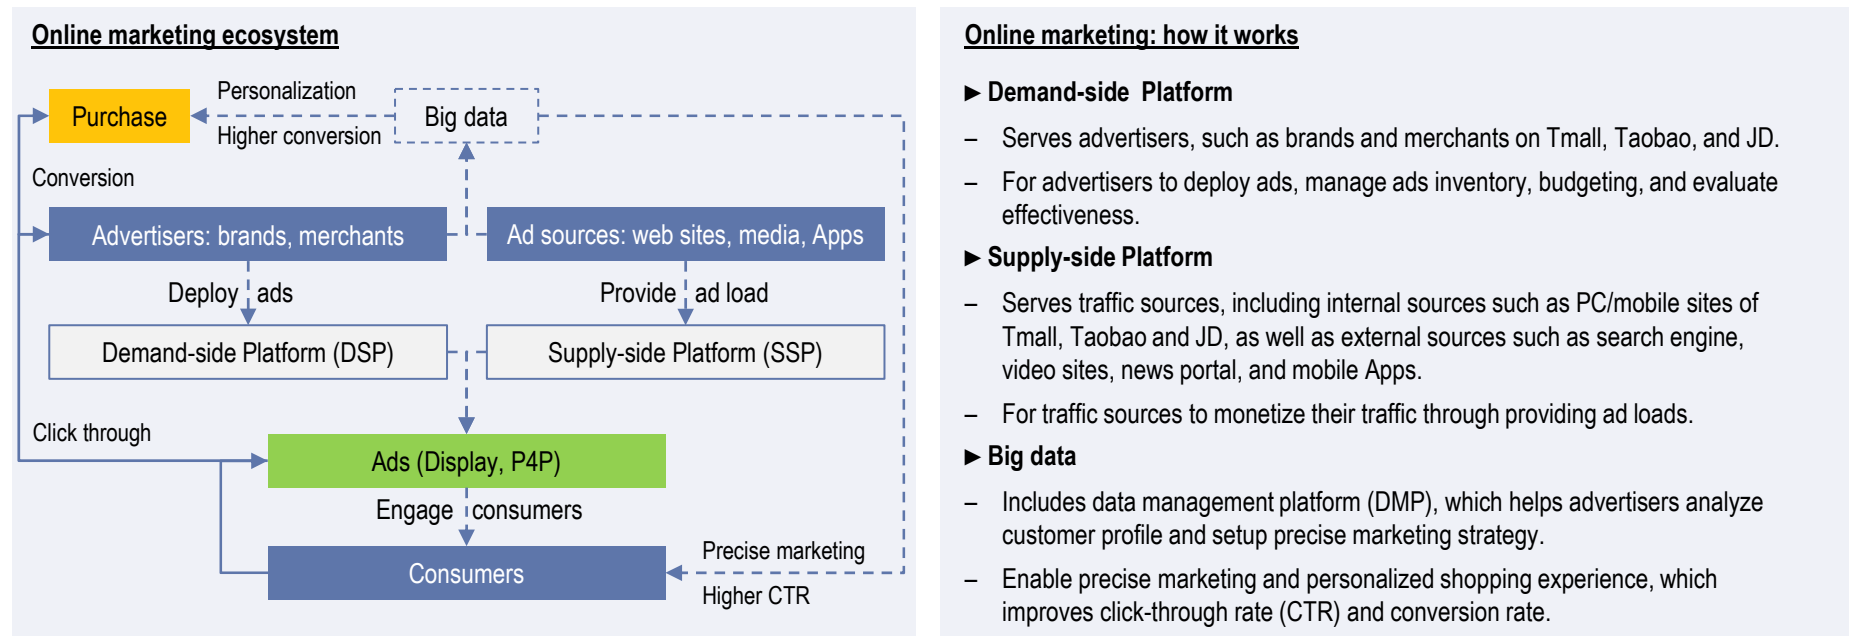 Online marketing ecosystem
Purchase
Personalization
Higher conversion
Big data
Conversion
Advertisers: brands, merchants
Ad sources: web sites, media, Apps
Deploy ads
Provide ad load
Demand-side Platform (DSP)
Supply-side Platform (SSP)
Click through
Ads (Display, P4P)
Engage consumers
Consumers
Precise marketing
Higher CTR
Online marketing: how it works
►Demand-side Platform
– Serves advertisers, such as brands and merchants on Tmall, Taobao, and JD.
– For advertisers to deploy ads, manage ads inventory, budgeting, and evaluate
effectiveness.
►Supply-side Platform
– Serves traffic sources, including internal sources such as PC/mobile sites of
Tmall, Taobao and JD, as well as external sources such as search engine,
video sites, news portal, and mobile Apps.
– For traffic sources to monetize their traffic through providing ad loads.
►Big data
– Includes data management platform (DMP), which helps advertisers analyze
customer profile and setup precise marketing strategy.
– Enable precise marketing and personalized shopping experience, which
improves click-through rate (CTR) and conversion rate.